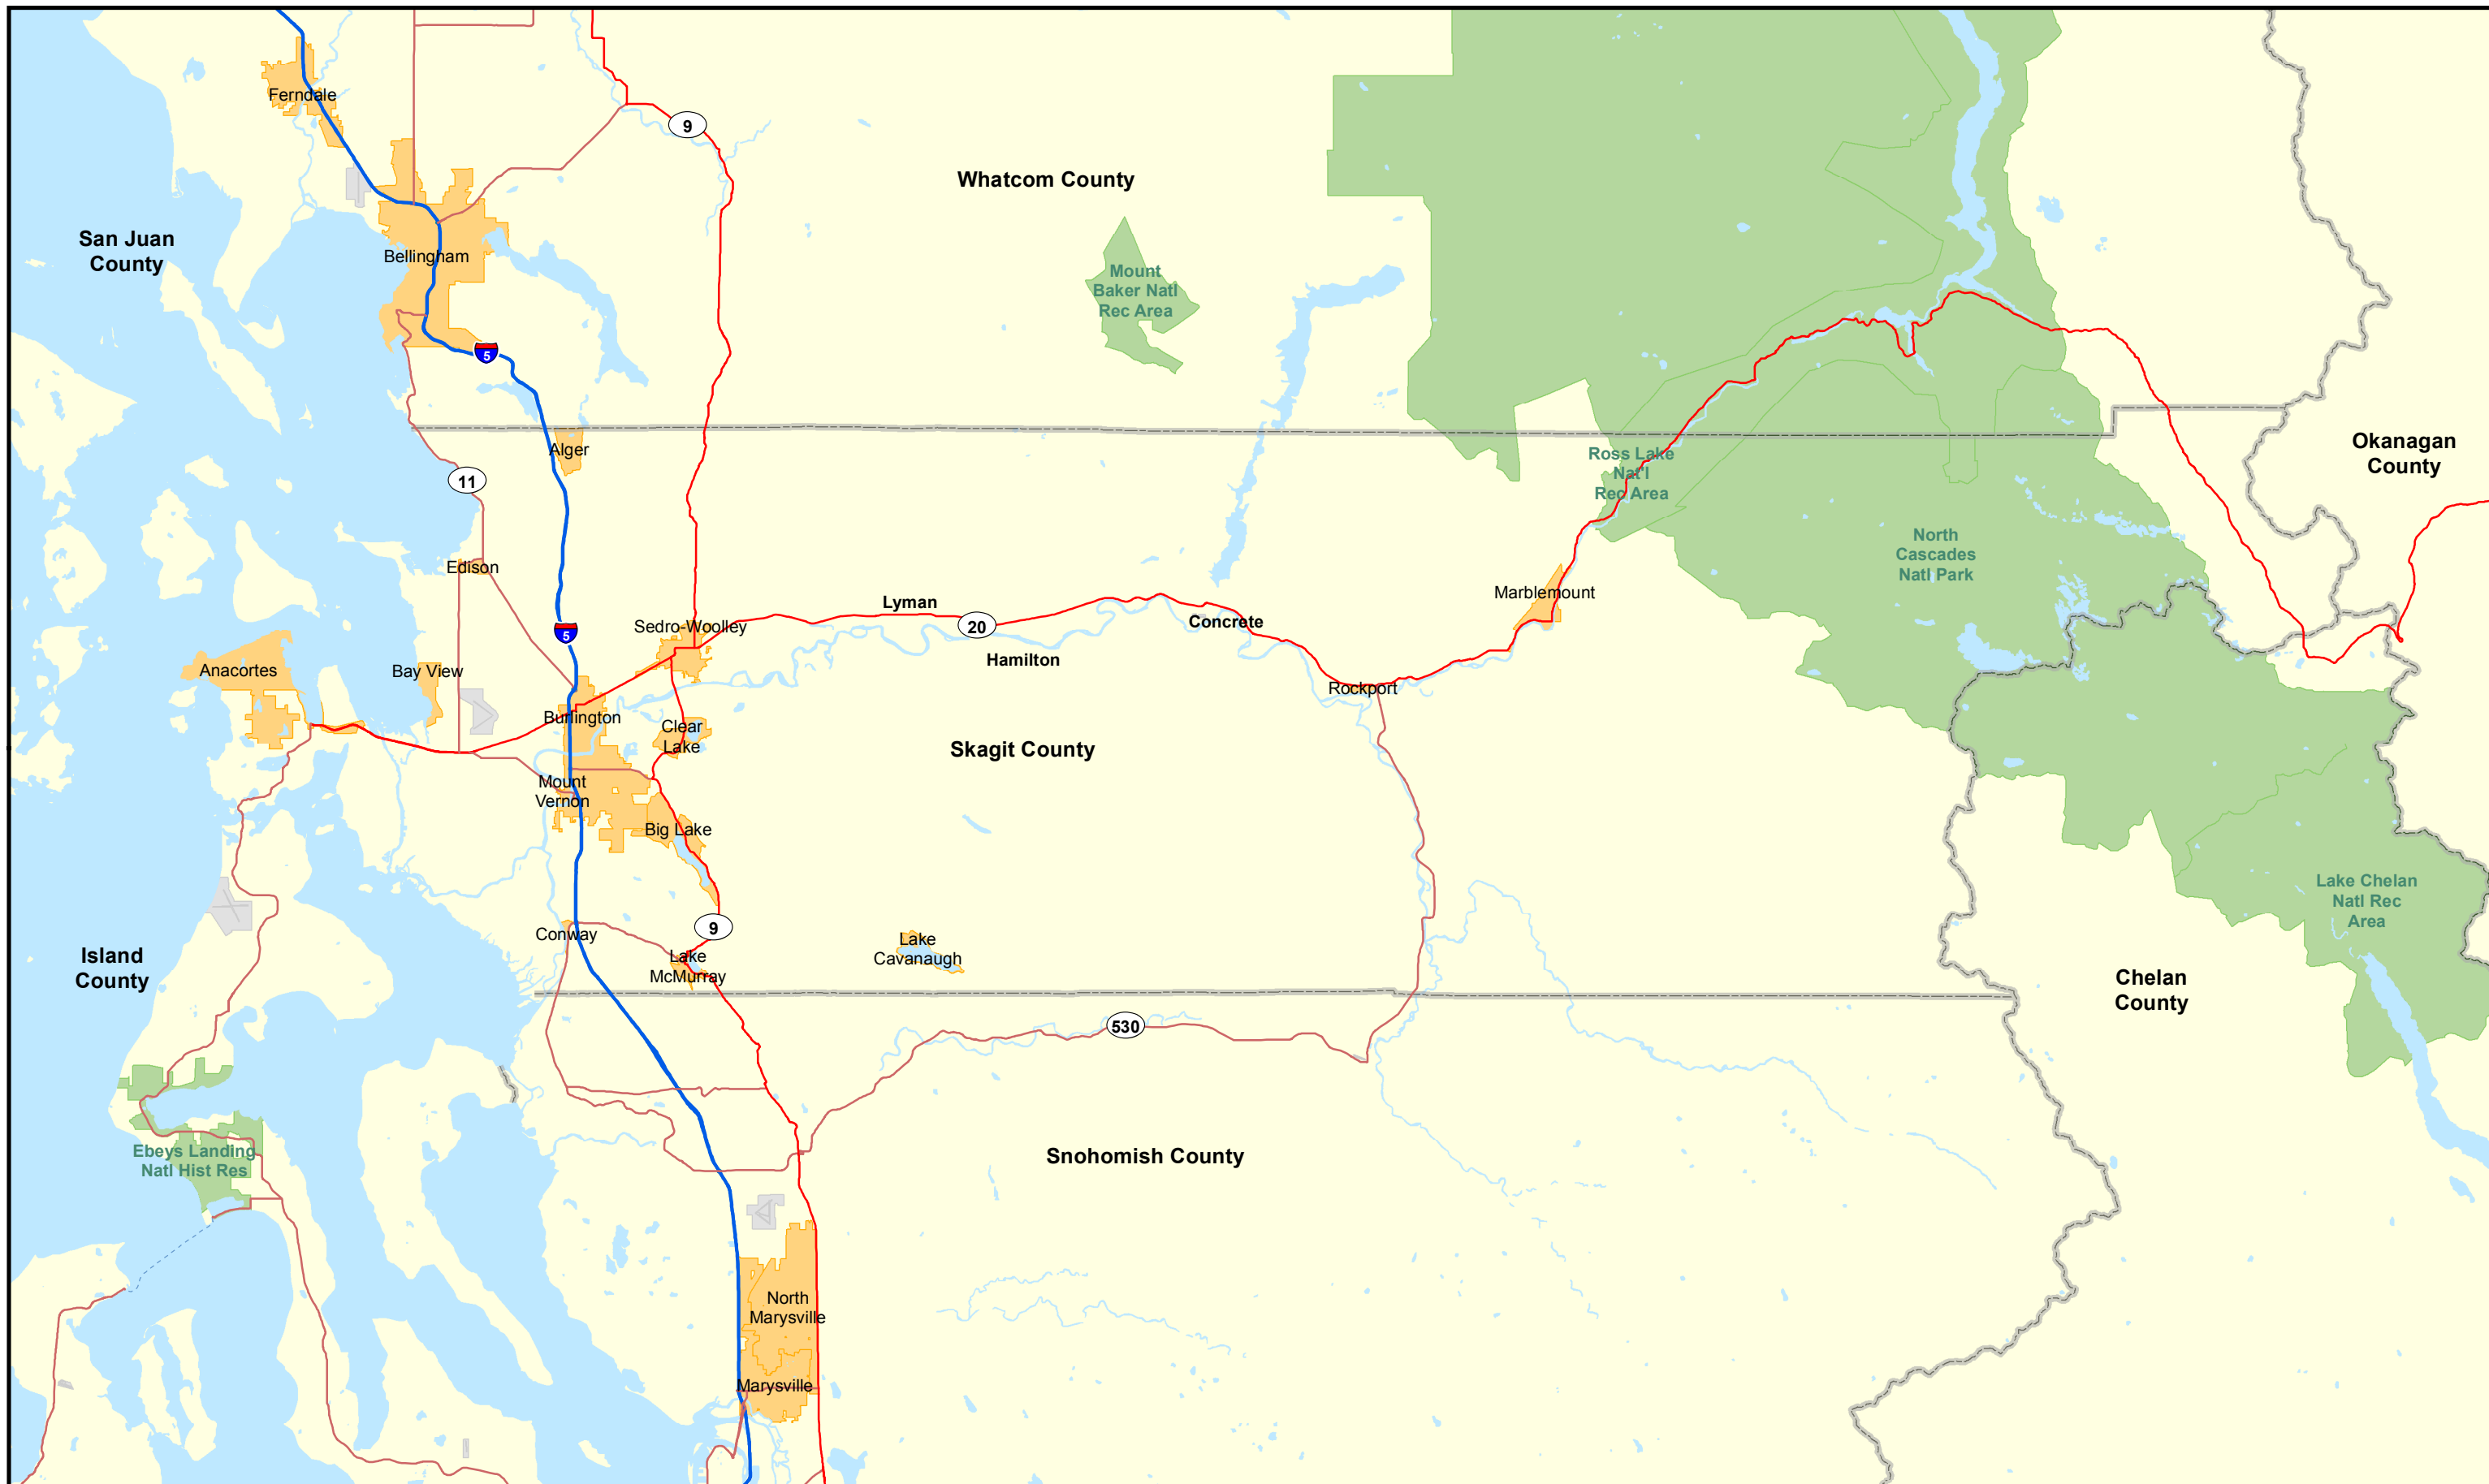 Ferndale
9
Whatcom County
San Juan
County
Bellingham
Mount
Baker Natl
Rec Area
5
Alger
Okanagan
County
Ross Lake
Nat'l
Rec Area
11
North
Cascades
Natl Park
Edison
Marblemount
Lyman
20
Concrete
5
Sedro-Woolley
Hamilton
Anacortes
Bay View
Rockport
Burlington
Clear
Lake
Skagit County
Mount
Vernon
Big Lake
Lake Chelan
Natl Rec
Area
9
Conway
Lake
Cavanaugh
Lake
McMurray
Island
County
Chelan
County
530
Ebeys Landing
Natl Hist Res
Snohomish County
North
Marysville
Marysville